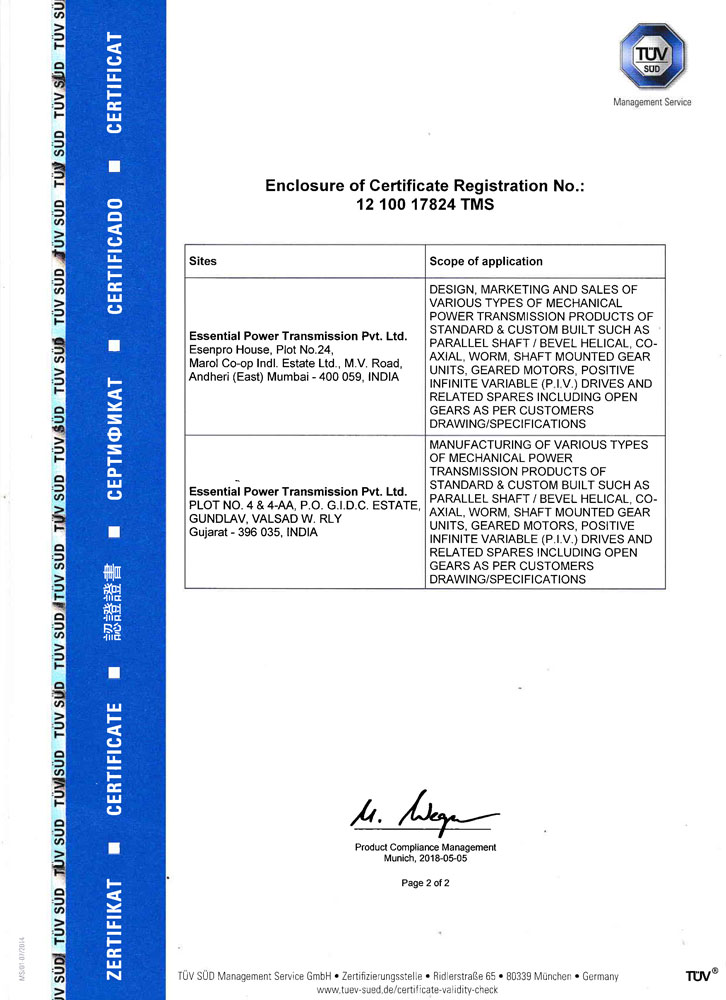 TÜV
SÜD
Management Service
Enclosure of Certificate Registration No.:
12 100 17824 TMS
Sites
Scope of application
Essential Power Transmission Pvt. Ltd.
Esenpro House, Plot No.24,
Marol Co-op Indl. Estate Ltd., M.V. Road,
Andheri (East) Mumbai - 400 059, INDIA
DESIGN, MARKETING AND SALES OF
VARIOUS TYPES OF MECHANICAL
POWER TRANSMISSION PRODUCTS OF
STANDARD & CUSTOM BUILT SUCH AS
PARALLEL SHAFT / BEVEL HELICAL, CO-
AXIAL, WORM, SHAFT MOUNTED GEAR
UNITS, GEARED MOTORS, POSITIVE
INFINITE VARIABLE (P.I.V.) DRIVES AND
RELATED SPARES INCLUDING OPEN
GEARS AS PER CUSTOMERS
DRAWING/SPECIFICATIONS
Essential Power Transmission Pvt. Ltd.
PLOT NO. 4 & 4-AA, P.O. G.I.D.C. ESTATE,
GUNDLAV, VALSAD W. RLY
Gujarat - 396 035, INDIA
MANUFACTURING OF VARIOUS TYPES
OF MECHANICAL POWER
TRANSMISSION PRODUCTS OF
STANDARD & CUSTOM BUILT SUCH AS
PARALLEL SHAFT / BEVEL HELICAL, CO-
AXIAL, WORM, SHAFT MOUNTED GEAR
UNITS, GEARED MOTORS, POSITIVE
INFINITE VARIABLE (P.I.V.) DRIVES AND
RELATED SPARES INCLUDING OPEN
GEARS AS PER CUSTOMERS
DRAWING/SPECIFICATIONS
Product Compliance Management
Munich, 2018-05-05
Page 2 of 2
TÜV SÜD Management Service GmbH • Zertifizierungsstelle • Ridlerstraße 65 • 80339 München • Germany
www.tuev-sued.de/certificate-validity-check
TÜV®
ZERTIFIKAT ■ CERTIFICATE ■ 認證證書 ■ СЕРТИФИКАТ ■ CERTIFICADO ■ CERTIFICAT
TÜV SÜD TÜV SÜD TÜV SÜD TÜV SÜD TÜV SÜD TÜV SÜD TÜV SÜD TÜV SÜD TÜV SÜD TÜV SÜD TÜV SÜD TÜV SÜD